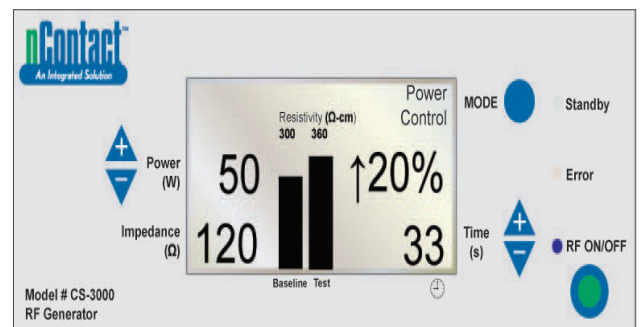 nContact™
An Integrated Solution
Power
Control
MODE
Standby
Resistivity (Ω-cm)
300 360
Power
(W)
50
↑20%
Error
Impedance
(Ω)
120
33
Time
(s)
RF ON/OFF
Baseline Test
Model # CS-3000
RF Generator